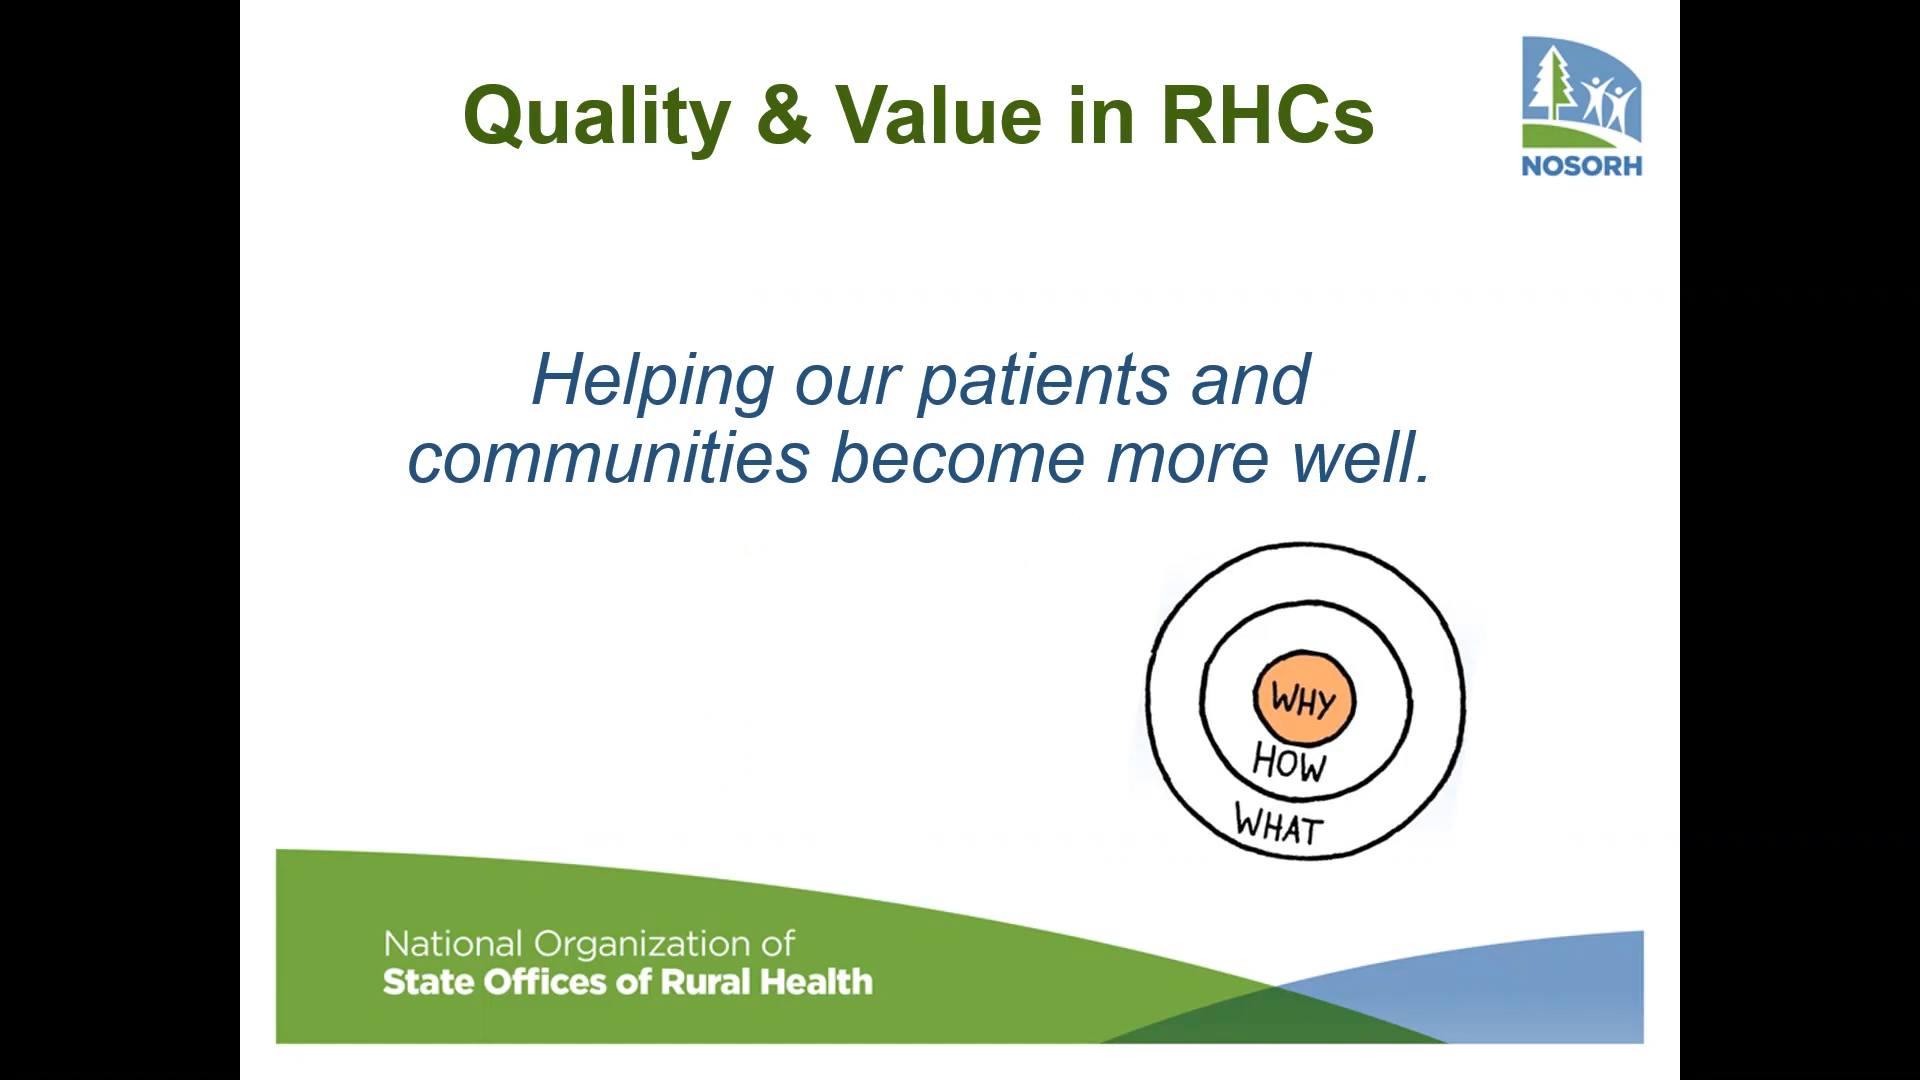 Quality & Value in RHCs
NOSORH
Helping our patients and
communities become more well.
WHY
HOW
WHAT
National Organization of
State Offices of Rural Health